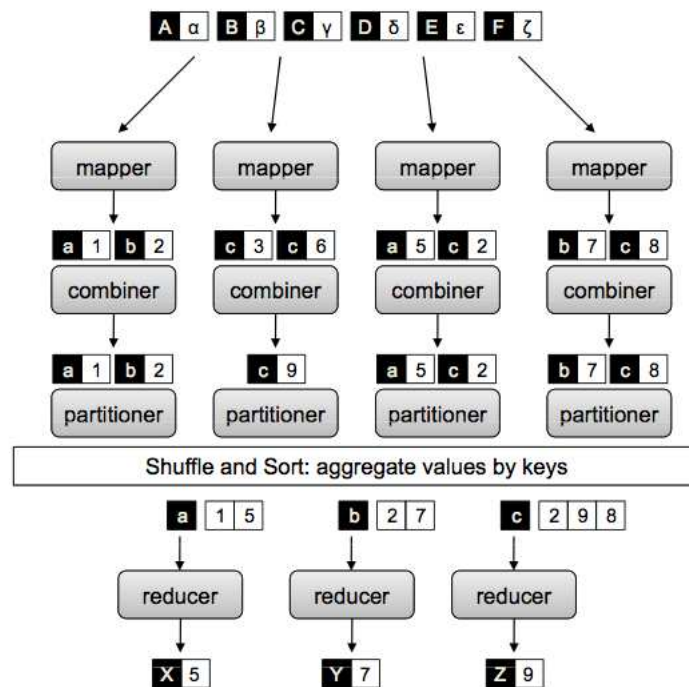 A α B β C γ D δ E ε F ζ
mapper mapper mapper mapper
a 1 b 2 c 3 c 6 a 5 c 2 b 7 c 8
combiner combiner combiner combiner
a 1 b 2 c 9 a 5 c 2 b 7 c 8
partitioner partitioner partitioner partitioner
Shuffle and Sort: aggregate values by keys
a 1 5 b 2 7 c 2 9 8
reducer reducer reducer
X 5 Y 7 Z 9